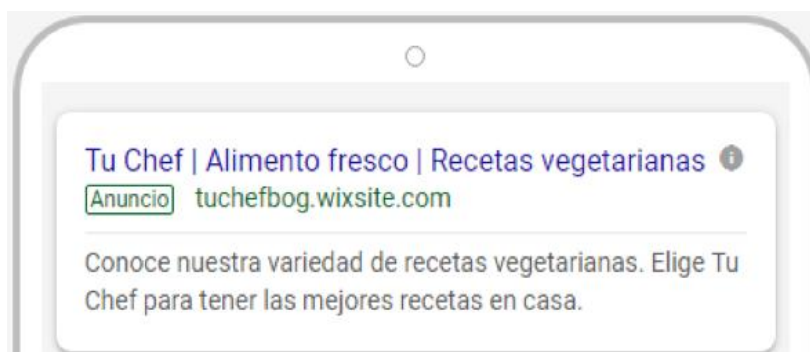 Tu Chef | Alimento fresco | Recetas vegetarianas
Anuncio tuchefbog.wixsite.com
Conoce nuestra variedad de recetas vegetarianas. Elige Tu
Chef para tener las mejores recetas en casa.